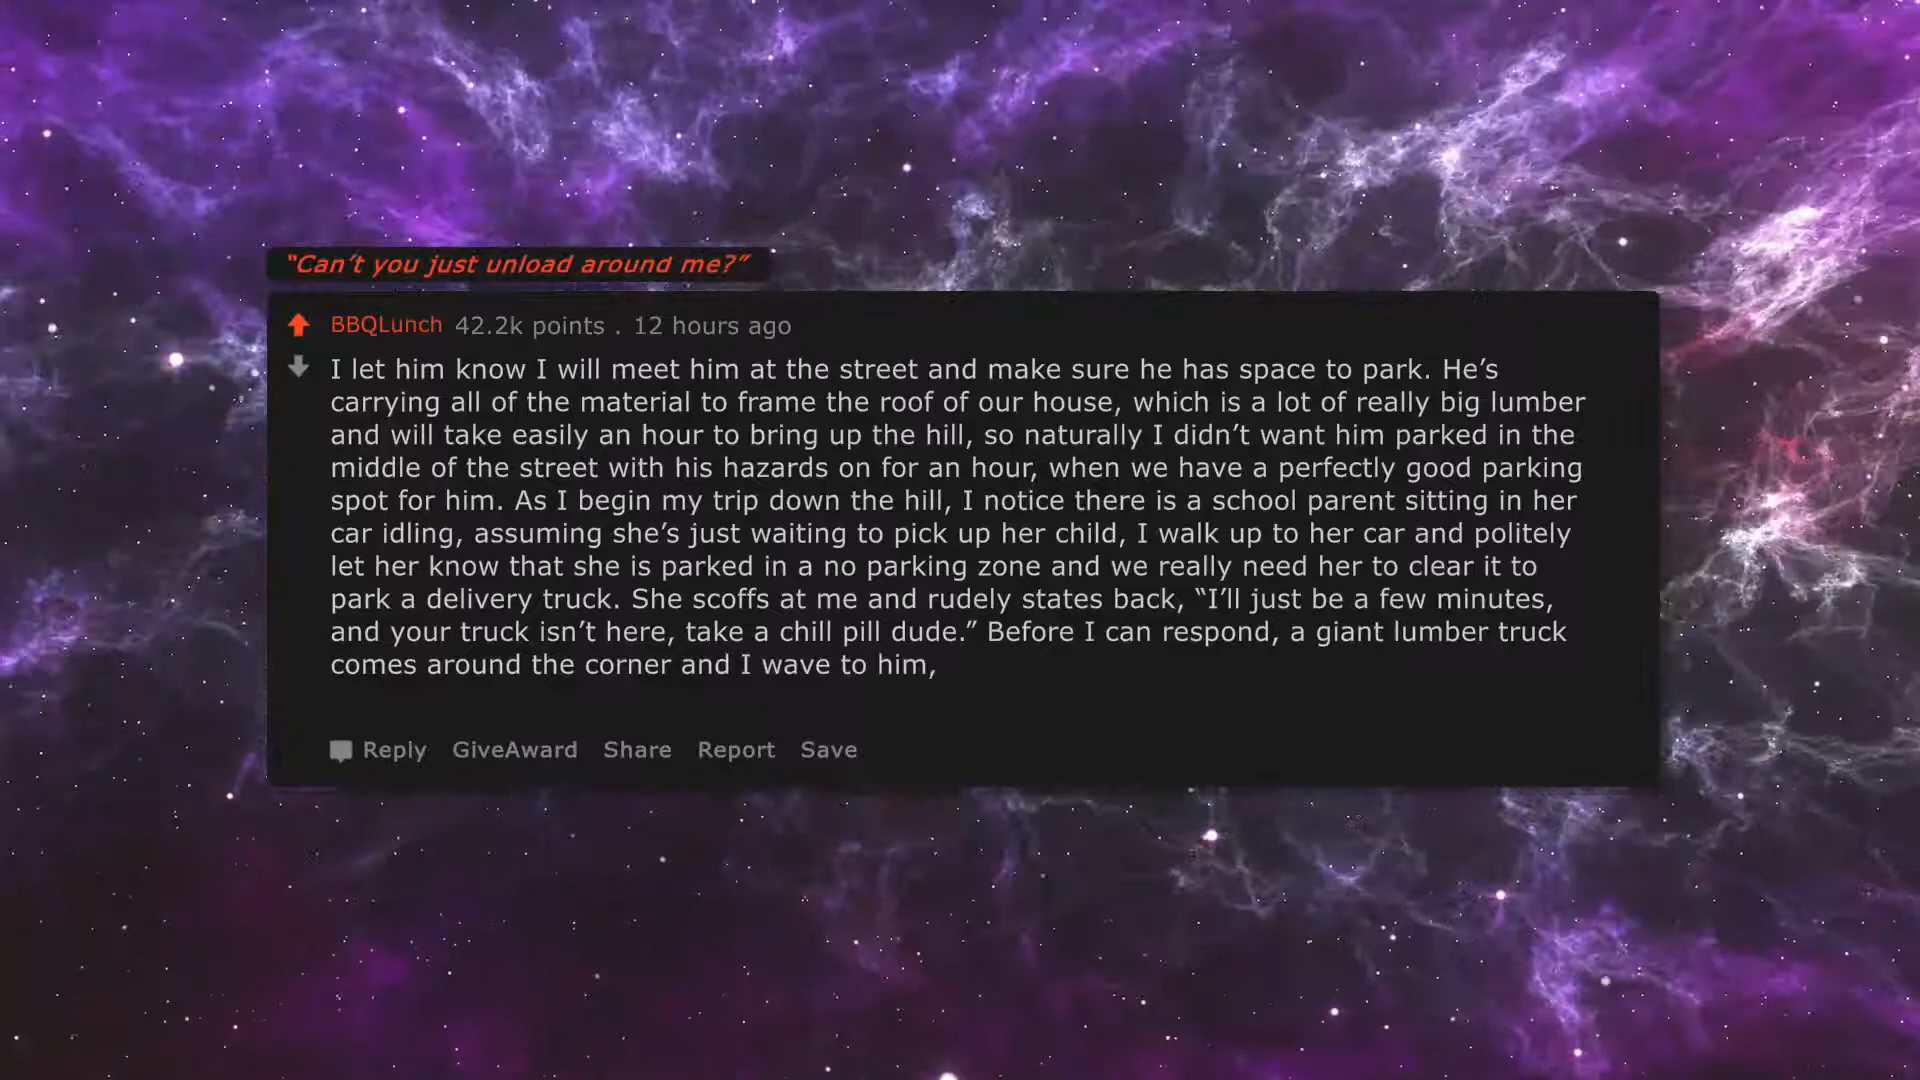 “Can’t you just unload around me?”
BBQLunch 42.2k points . 12 hours ago
I let him know I will meet him at the street and make sure he has space to park. He’s
carrying all of the material to frame the roof of our house, which is a lot of really big lumber
and will take easily an hour to bring up the hill, so naturally I didn’t want him parked in the
middle of the street with his hazards on for an hour, when we have a perfectly good parking
spot for him. As I begin my trip down the hill, I notice there is a school parent sitting in her
car idling, assuming she’s just waiting to pick up her child, I walk up to her car and politely
let her know that she is parked in a no parking zone and we really need her to clear it to
park a delivery truck. She scoffs at me and rudely states back, “I’ll just be a few minutes,
and your truck isn’t here, take a chill pill dude.” Before I can respond, a giant lumber truck
comes around the corner and I wave to him,
Reply GiveAward Share Report Save